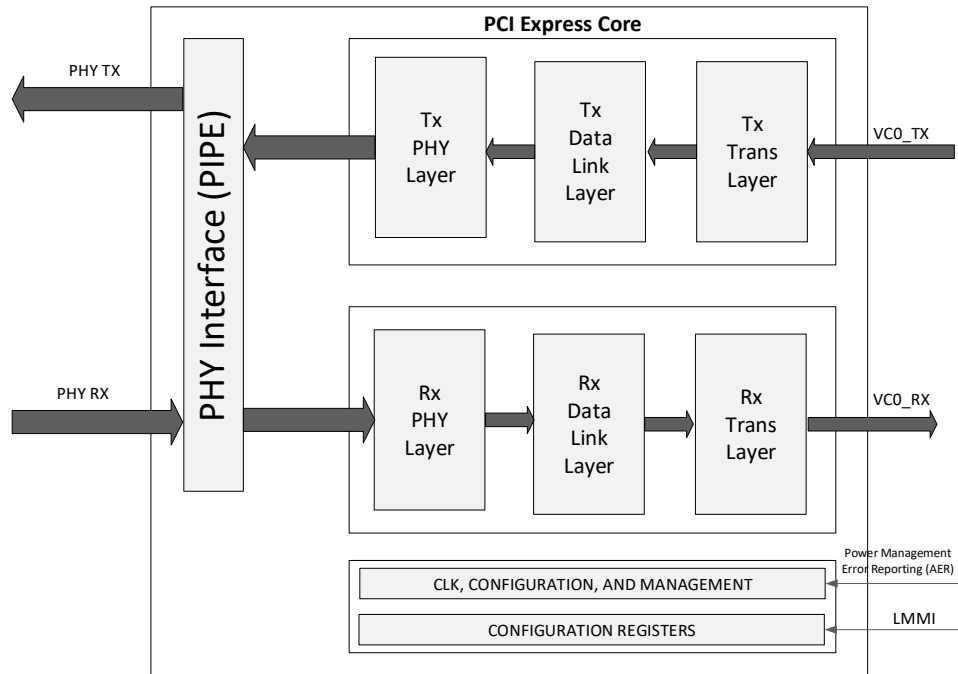 PCI Express Core
PHY TX
PHY Interface (PIPE)
Tx
PHY
Layer
Tx
Data
Link
Layer
Tx
Trans
Layer
VC0_TX
PHY RX
Rx
PHY
Layer
Rx
Data
Link
Layer
Rx
Trans
Layer
VC0_RX
Power Management
Error Reporting (AER)
CLK, CONFIGURATION, AND MANAGEMENT
CONFIGURATION REGISTERS
LMMI